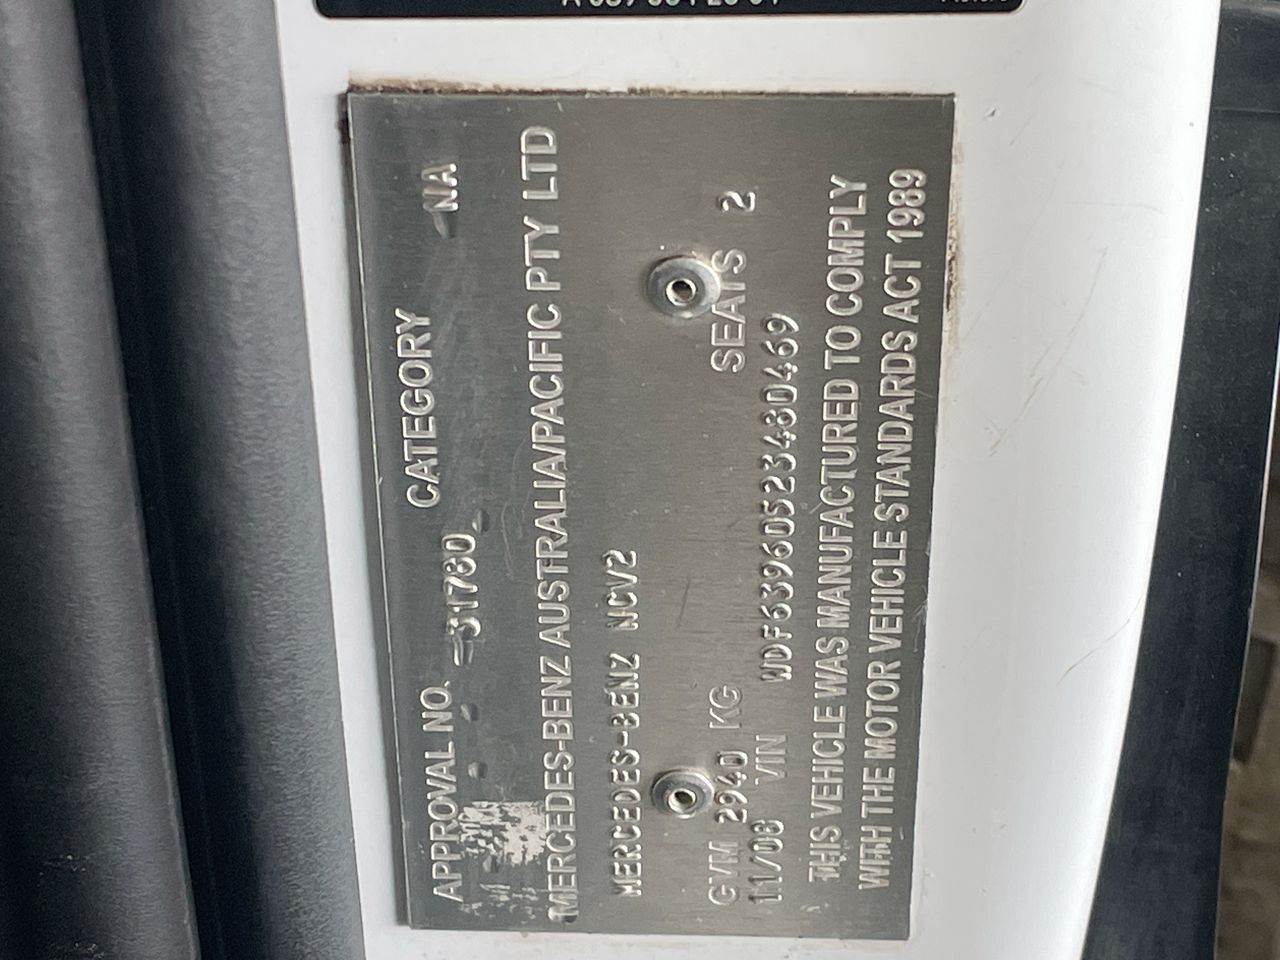 APPROVAL NO. 31780 CATEGORY NA
MERCEDES-BENZ AUSTRALIA/PACIFIC PTY LTD
MERCEDES-BENZ NCV2
GVM 2940 KG SEATS 2
11/08 VIN WDF63960523480469
THIS VEHICLE WAS MANUFACTURED TO COMPLY
WITH THE MOTOR VEHICLE STANDARDS ACT 1989